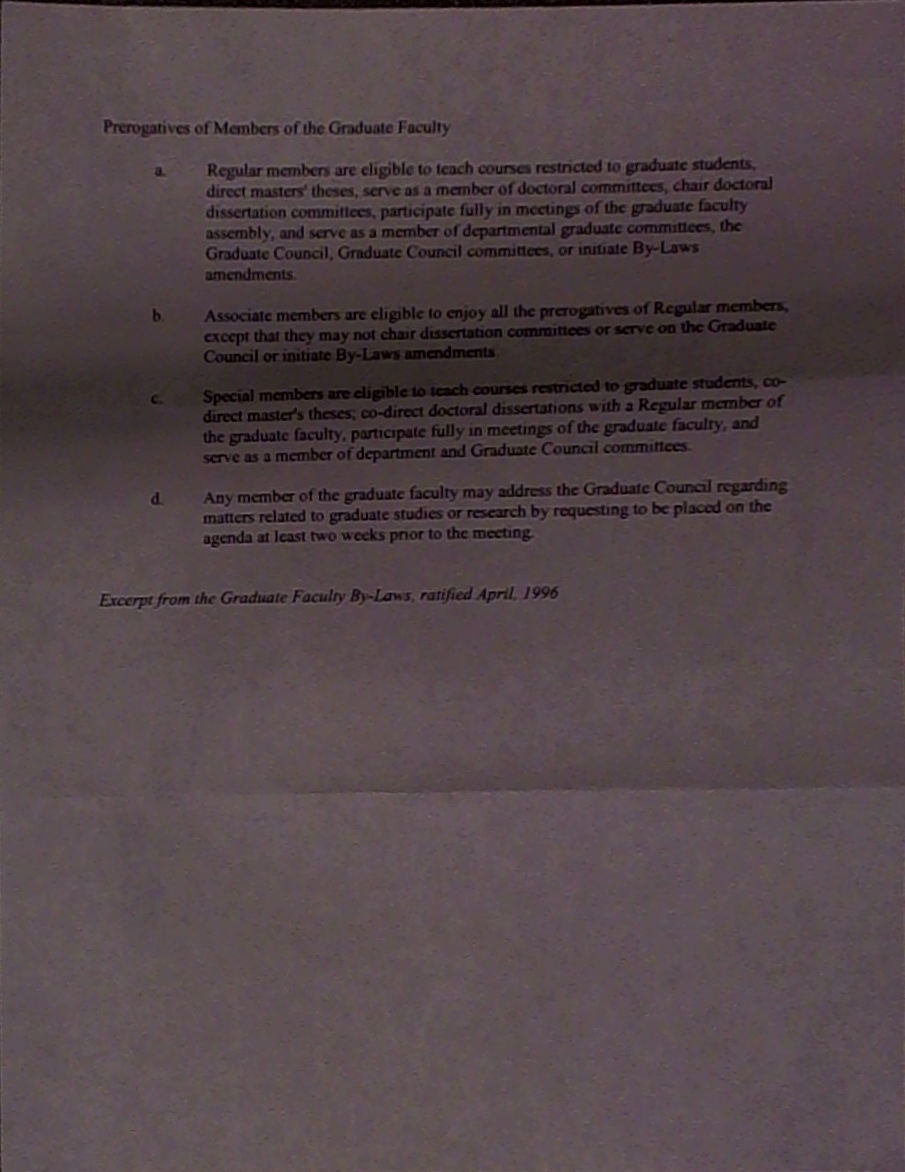 Prerogatives of Members of the Graduate Faculty
a. Regular members are eligible to teach courses restricted to graduate students,
direct masters' theses, serve as a member of doctoral committees, chair doctoral
dissertation committees, participate fully in meetings of the graduate faculty
assembly, and serve as a member of departmental graduate committees, the
Graduate Council, Graduate Council committees, or initiate By-Laws
amendments.
b. Associate members are eligible to enjoy all the prerogatives of Regular members,
except that they may not chair dissertation committees or serve on the Graduate
Council or initiate By-Laws amendments.
c. Special members are eligible to teach courses restricted to graduate students, co-
direct master's theses; co-direct doctoral dissertations with a Regular member of
the graduate faculty, participate fully in meetings of the graduate faculty, and
serve as a member of department and Graduate Council committees.
d. Any member of the graduate faculty may address the Graduate Council regarding
matters related to graduate studies or research by requesting to be placed on the
agenda at least two weeks prior to the meeting.
Excerpt from the Graduate Faculty By-Laws, ratified April, 1996